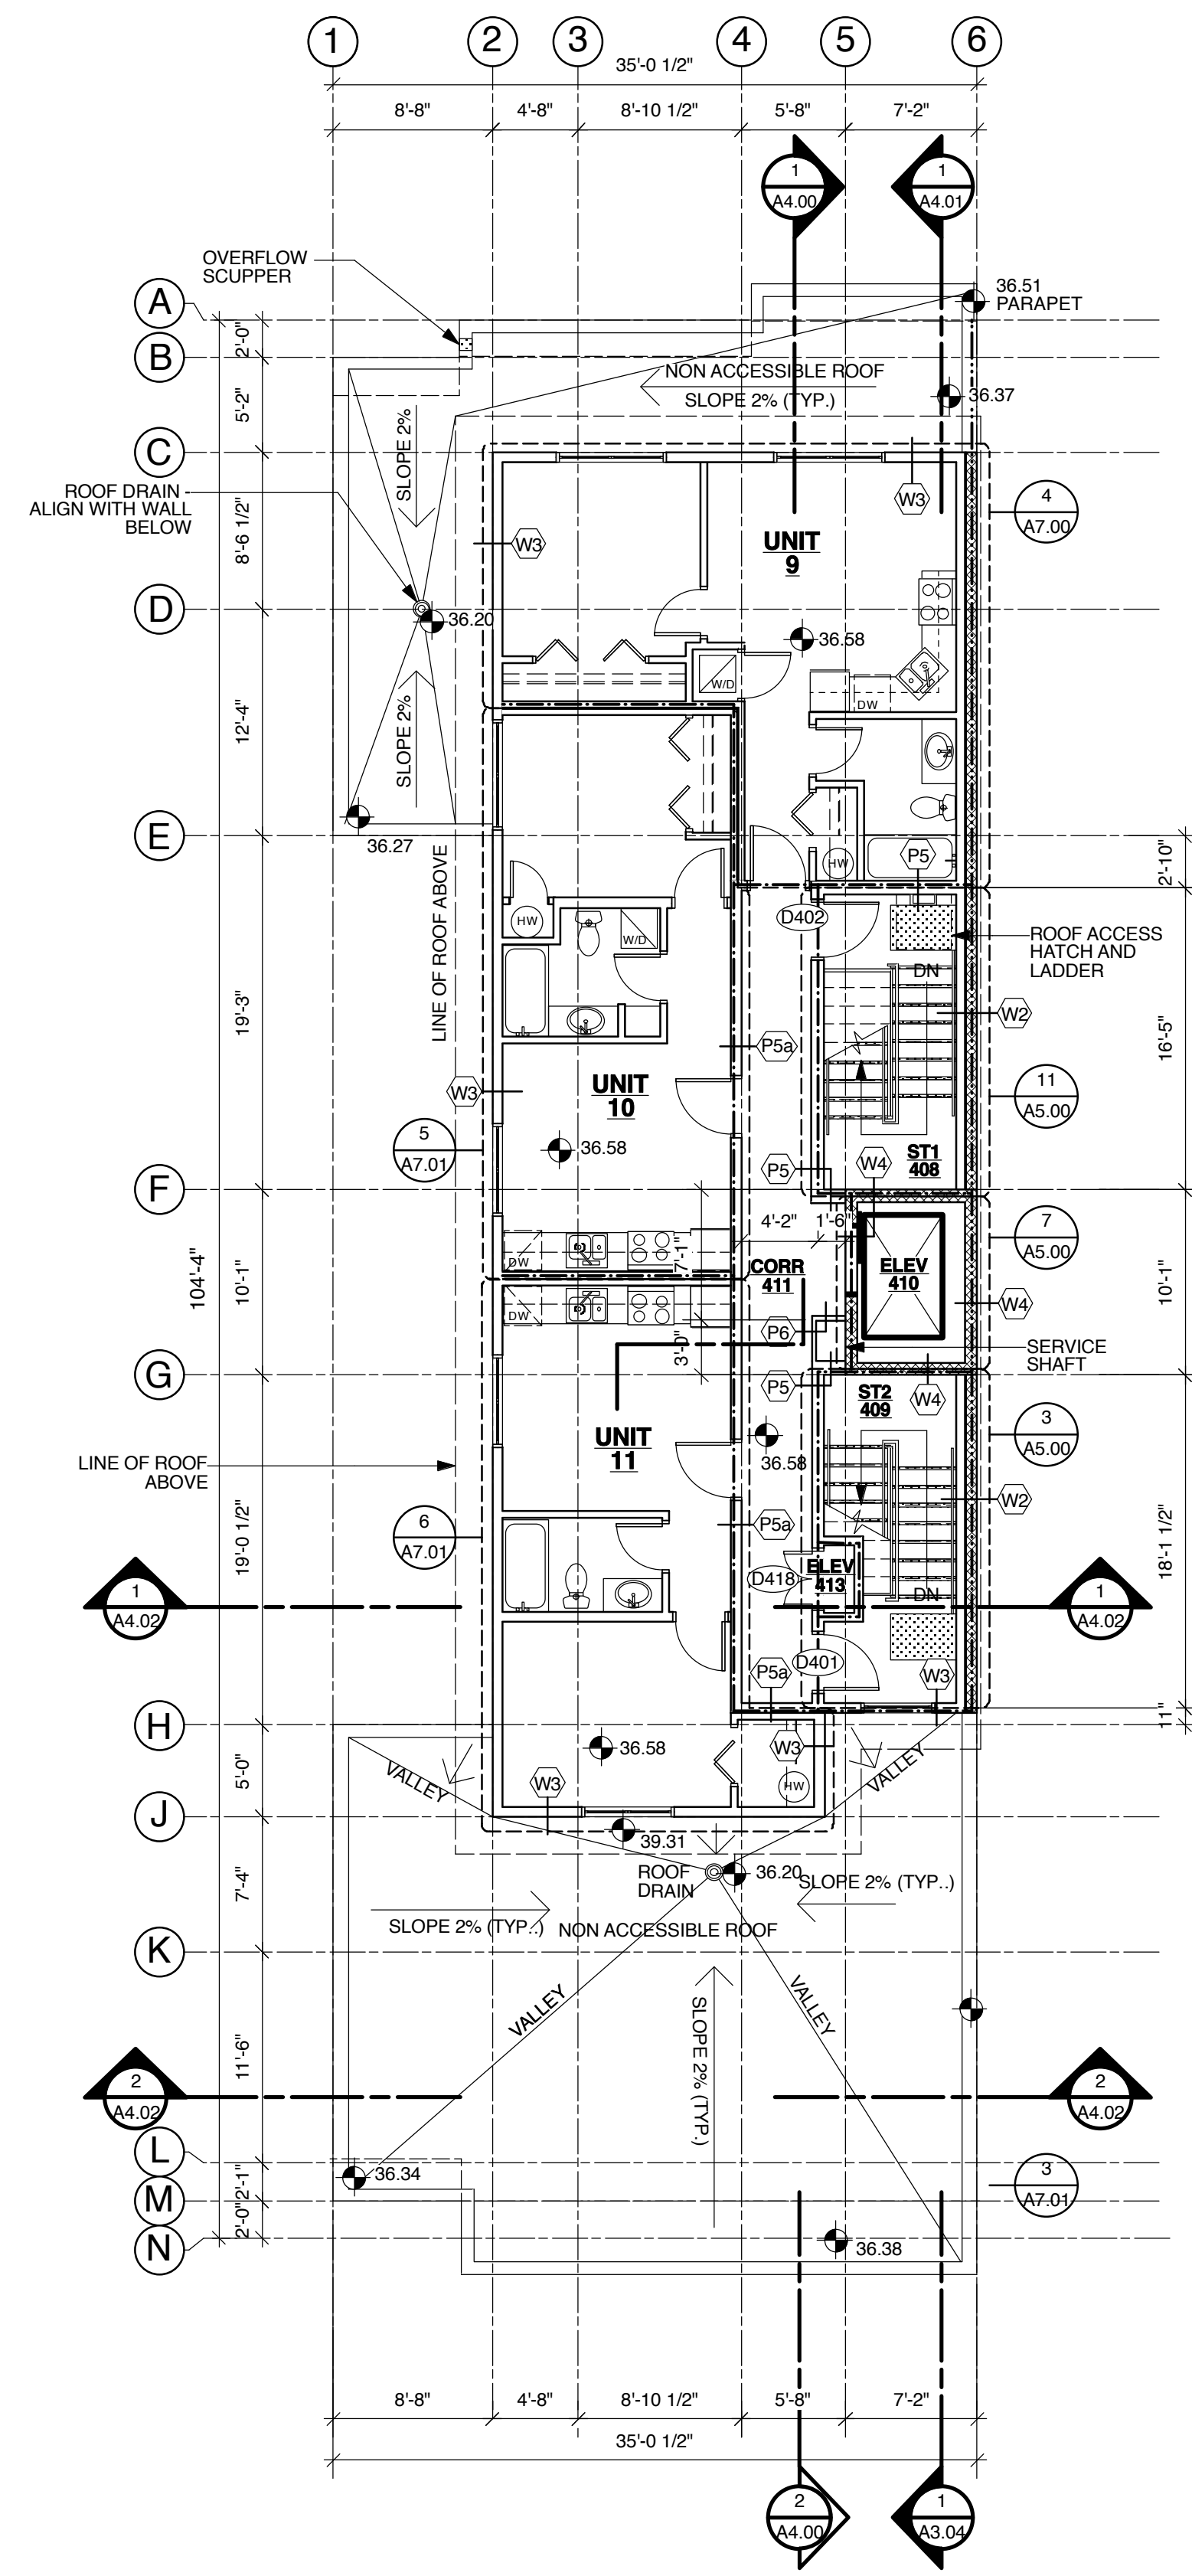 1 2 3 4 5 6
35'-0 1/2"
8'-8" 4'-8" 8'-10 1/2" 5'-8" 7'-2"
1
A4.00
1
A4.01
OVERFLOW
SCUPPER
36.51
PARAPET
A
2'-0"
B
NON ACCESSIBLE ROOF
SLOPE 2% (TYP.)
36.37
5'-2"
SLOPE 2%
C
ROOF DRAIN -
ALIGN WITH WALL
BELOW
8'-6 1/2"
W3
W3
4
A7.00
UNIT
9
D
36.20
36.58
W/D
DW
12'-4"
SLOPE 2%
E
36.27
HW
P5
2'-10"
LINE OF ROOF ABOVE
HW
W/D
D402
ROOF ACCESS
HATCH AND
LADDER
DN
19'-3"
W2
P5a
16'-5"
W3
UNIT
10
11
A5.00
5
A7.01
36.58
ST1
408
W4
P5
F
4'-2" 1'-6"
7
A5.00
7'-1"
DW
CORR
411
ELEV
410
104'-4"
10'-1"
10'-1"
W4
DW
P6
3'-0"
SERVICE
SHAFT
G
P5
ST2
409
W4
UNIT
11
3
A5.00
36.58
LINE OF ROOF
ABOVE
W2
6
A7.01
P5a
19'-0 1/2"
18'-1 1/2"
ELEV
413
D418
DN
1
A4.02
1
A4.02
P5a
D401
W3
H
11"
36.58
W3
5'-0"
VALLEY
W3
HW
VALLEY
J
39.31
ROOF
DRAIN
36.20
SLOPE 2% (TYP..)
7'-4"
SLOPE 2% (TYP..)
NON ACCESSIBLE ROOF
K
VALLEY
VALLEY
SLOPE 2% (TYP.)
11'-6"
2
A4.02
2
A4.02
L
36.34
2'-1"
3
A7.01
M
2'-0"
N
36.38
8'-8" 4'-8" 8'-10 1/2" 5'-8" 7'-2"
35'-0 1/2"
2
A4.00
1
A3.04